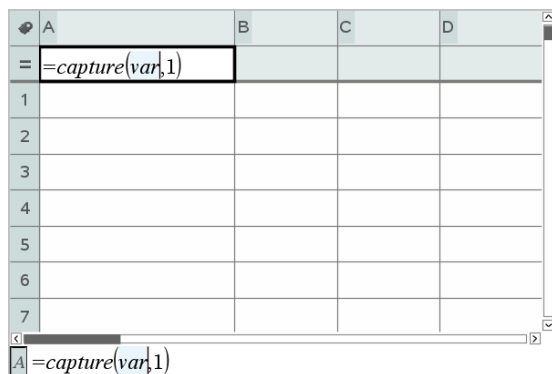 A B C D
= =capture(var,1)
1
2
3
4
5
6
7
A =capture(var,1)